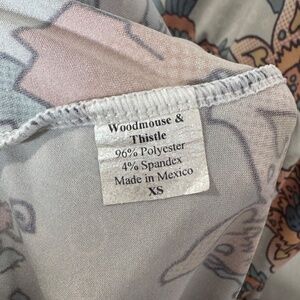 Woodmouse &
Thistle
96% Polyester
4% Spandex
Made in Mexico
XS